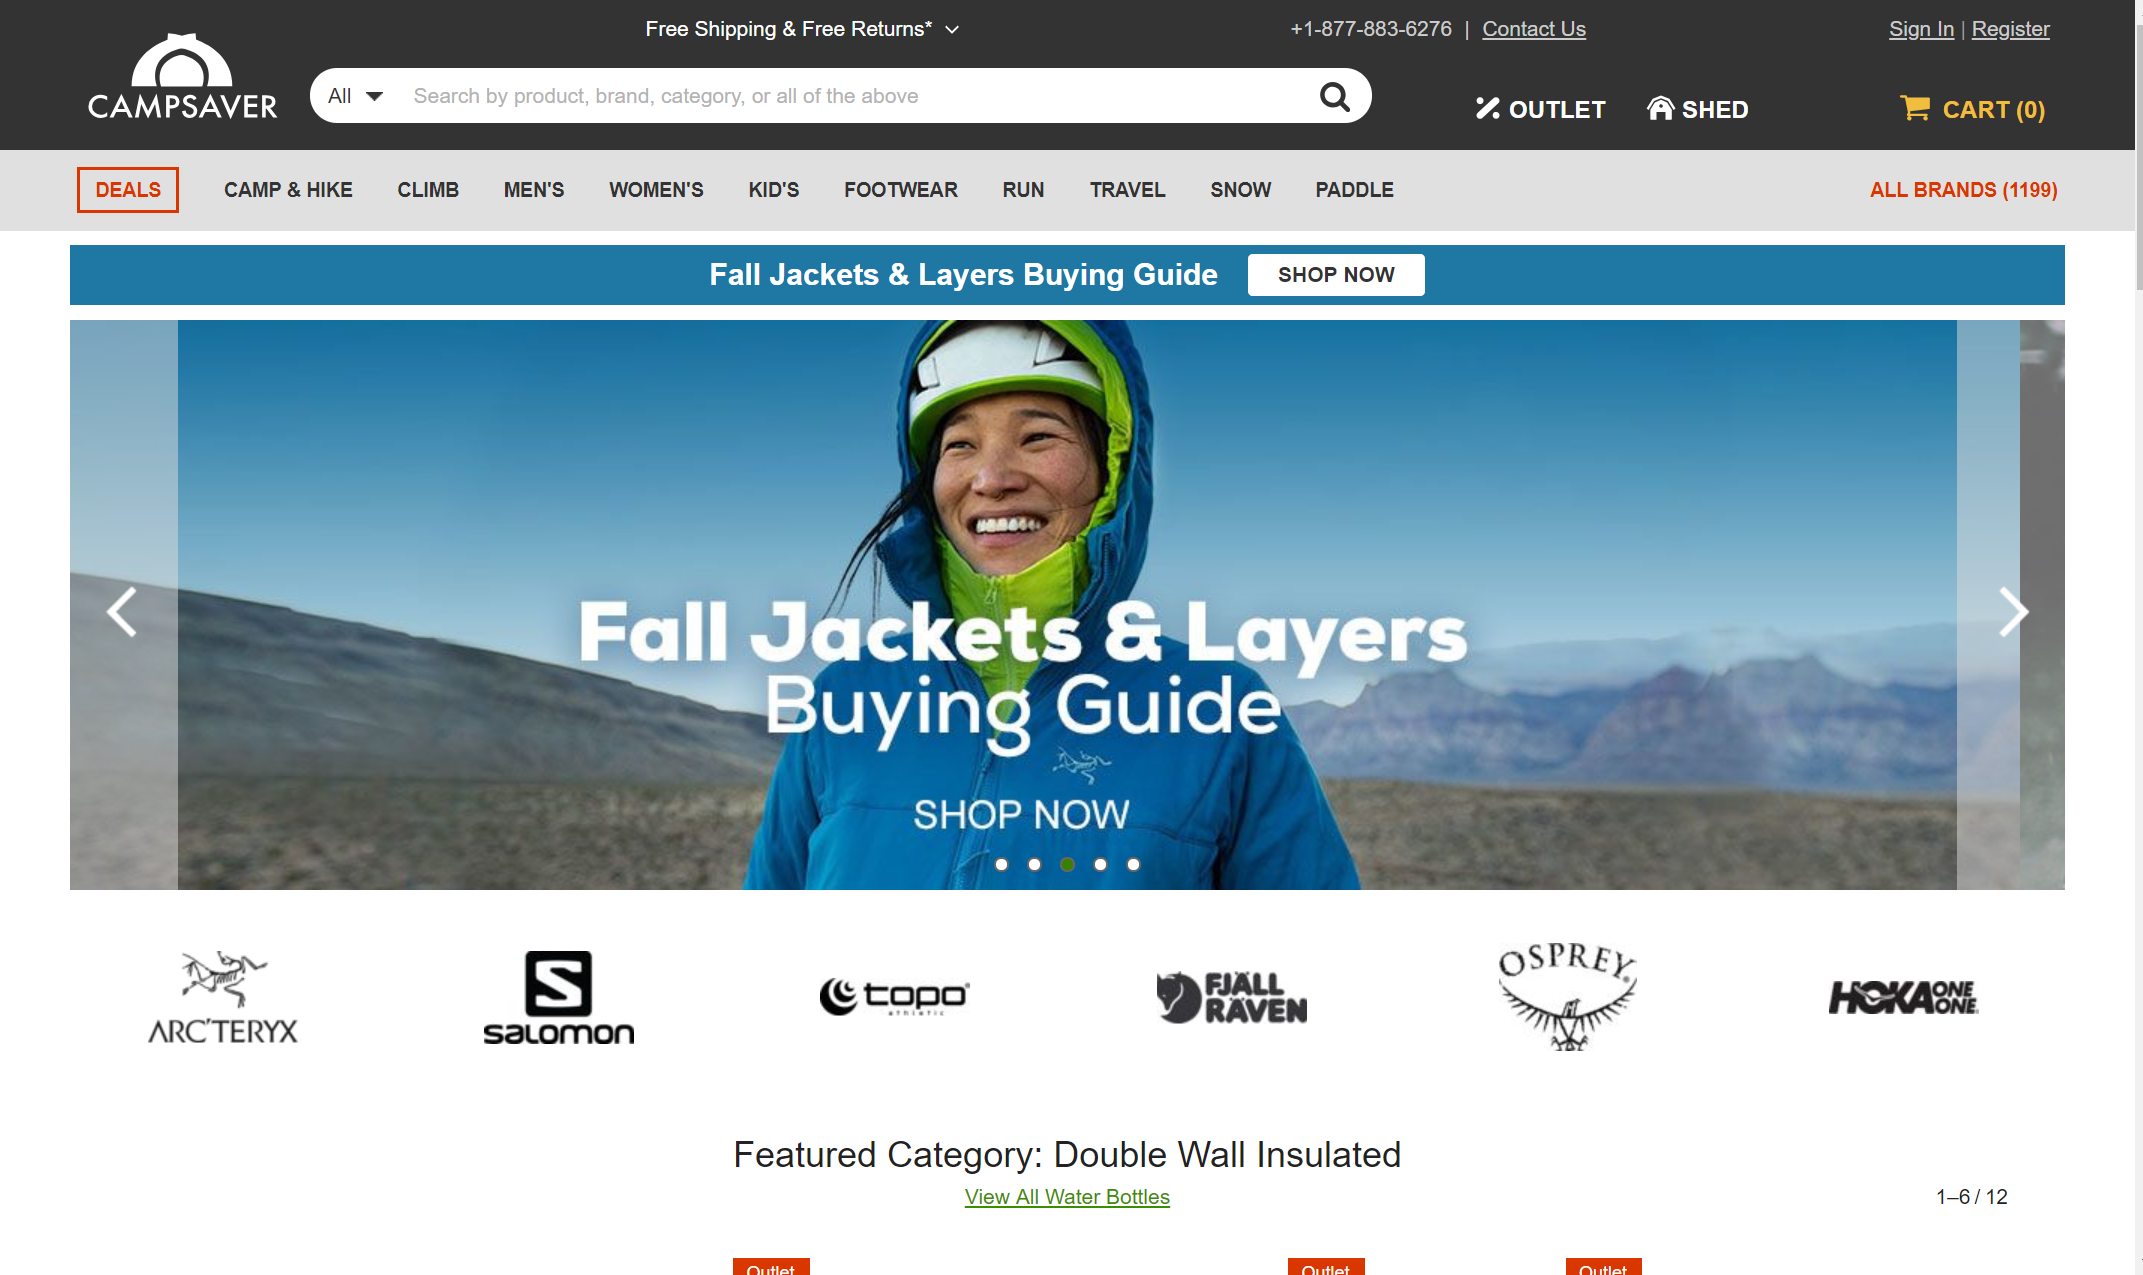 Free Shipping & Free Returns*
+1-877-883-6276 | Contact Us
Sign In | Register
CAMPSAVER
All
Search by product, brand, category, or all of the above
OUTLET
SHED
CART (0)
DEALS
CAMP & HIKE
CLIMB
MEN'S
WOMEN'S
KID'S
FOOTWEAR
RUN
TRAVEL
SNOW
PADDLE
ALL BRANDS (1199)
Fall Jackets & Layers Buying Guide
SHOP NOW
Fall Jackets & Layers
Buying Guide
SHOP NOW
ARC'TERYX
SALOMON
topo
athletic
FJÄLL
RÄVEN
OSPREY
HOKA ONE ONE
Featured Category: Double Wall Insulated
View All Water Bottles
1–6 / 12
Outlet
Outlet
Outlet